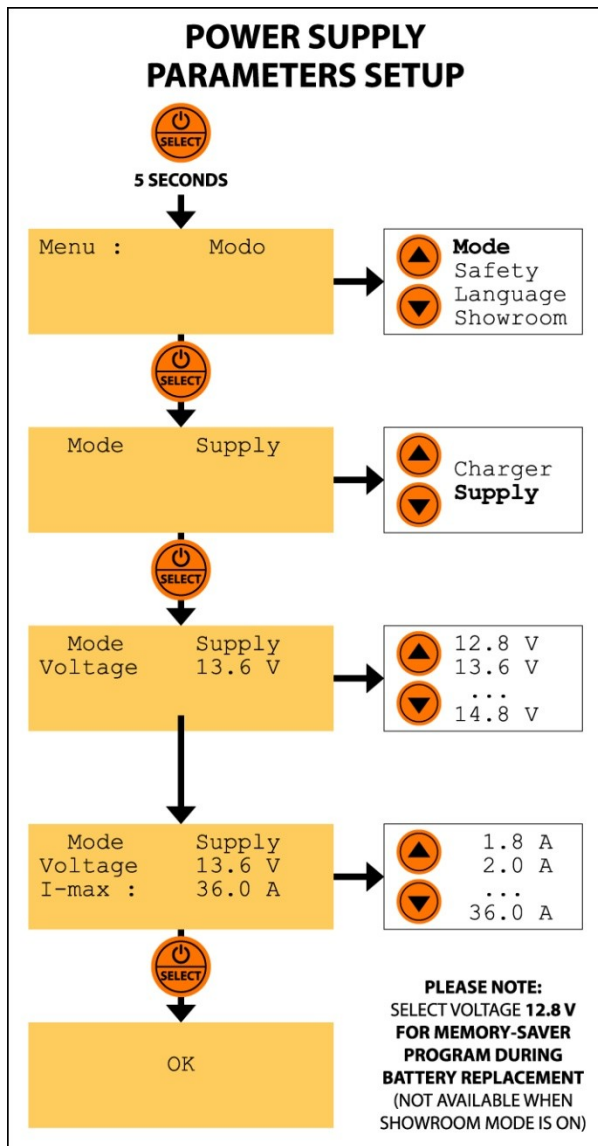 POWER SUPPLY
PARAMETERS SETUP
SELECT
5 SECONDS
Menu : Modo
Mode
Safety
Language
Showroom
SELECT
Mode Supply
Charger
Supply
SELECT
Mode Supply
Voltage 13.6 V
12.8 V
13.6 V
...
14.8 V
Mode Supply
Voltage 13.6 V
I-max : 36.0 A
1.8 A
2.0 A
...
36.0 A
SELECT
OK
PLEASE NOTE:
SELECT VOLTAGE 12.8 V
FOR MEMORY-SAVER
PROGRAM DURING
BATTERY REPLACEMENT
(NOT AVAILABLE WHEN
SHOWROOM MODE IS ON)